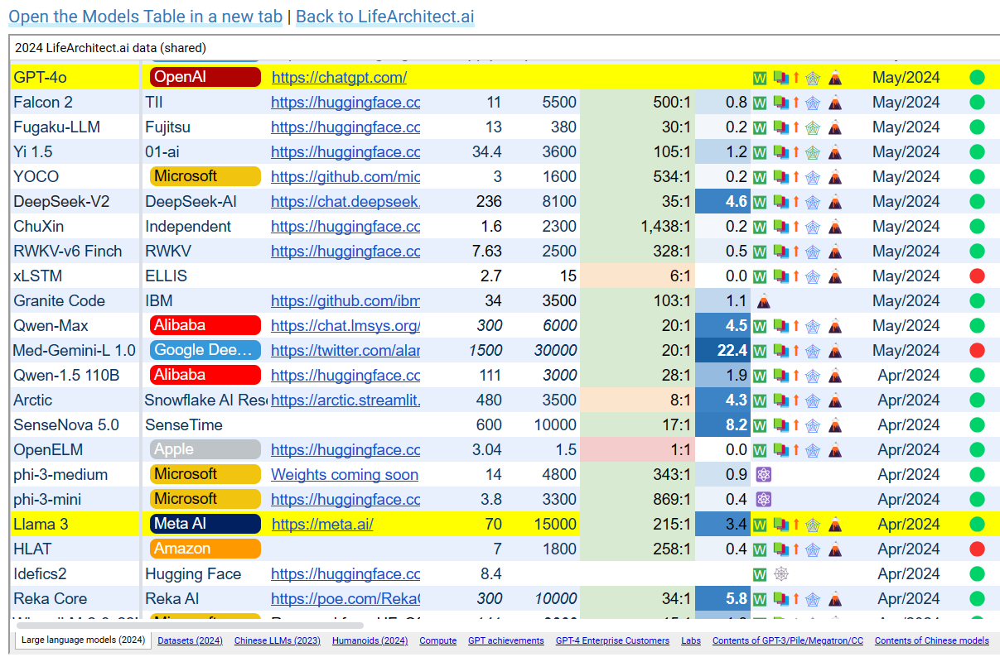 Open the Models Table in a new tab | Back to LifeArchitect.ai
2024 LifeArchitect.ai data (shared)
GPT-4o OpenAI https://chatgpt.com/ W May/2024
Falcon 2 TII https://huggingface.cc 11 5500 500:1 0.8 W May/2024
Fugaku-LLM Fujitsu https://huggingface.cc 13 380 30:1 0.2 W May/2024
Yi 1.5 01-ai https://huggingface.cc 34.4 3600 105:1 1.2 W May/2024
YOCO Microsoft https://github.com/mic 3 1600 534:1 0.2 W May/2024
DeepSeek-V2 DeepSeek-AI https://chat.deepseek. 236 8100 35:1 4.6 W May/2024
ChuXin Independent https://huggingface.cc 1.6 2300 1,438:1 0.2 W May/2024
RWKV-v6 Finch RWKV https://huggingface.cc 7.63 2500 328:1 0.5 W May/2024
xLSTM ELLIS 2.7 15 6:1 0.0 W May/2024
Granite Code IBM https://github.com/ibm 34 3500 103:1 1.1 May/2024
Qwen-Max Alibaba https://chat.lmsys.org/ 300 6000 20:1 4.5 W May/2024
Med-Gemini-L 1.0 Google Dee... https://twitter.com/alar 1500 30000 20:1 22.4 W May/2024
Qwen-1.5 110B Alibaba https://huggingface.cc 111 3000 28:1 1.9 W Apr/2024
Arctic Snowflake AI Rese https://arctic.streamlit. 480 3500 8:1 4.3 W Apr/2024
SenseNova 5.0 SenseTime 600 10000 17:1 8.2 W Apr/2024
OpenELM Apple https://huggingface.cc 3.04 1.5 1:1 0.0 W Apr/2024
phi-3-medium Microsoft Weights coming soon 14 4800 343:1 0.9 Apr/2024
phi-3-mini Microsoft https://huggingface.cc 3.8 3300 869:1 0.4 Apr/2024
Llama 3 Meta AI https://meta.ai/ 70 15000 215:1 3.4 W Apr/2024
HLAT Amazon 7 1800 258:1 0.4 W Apr/2024
Idefics2 Hugging Face https://huggingface.cc 8.4 W Apr/2024
Reka Core Reka AI https://poe.com/Reka 300 10000 34:1 5.8 W Apr/2024
Large language models (2024) Datasets (2024) Chinese LLMs (2023) Humanoids (2024) Compute GPT achievements GPT-4 Enterprise Customers Labs Contents of GPT-3/Pile/Megatron/CC Contents of Chinese models